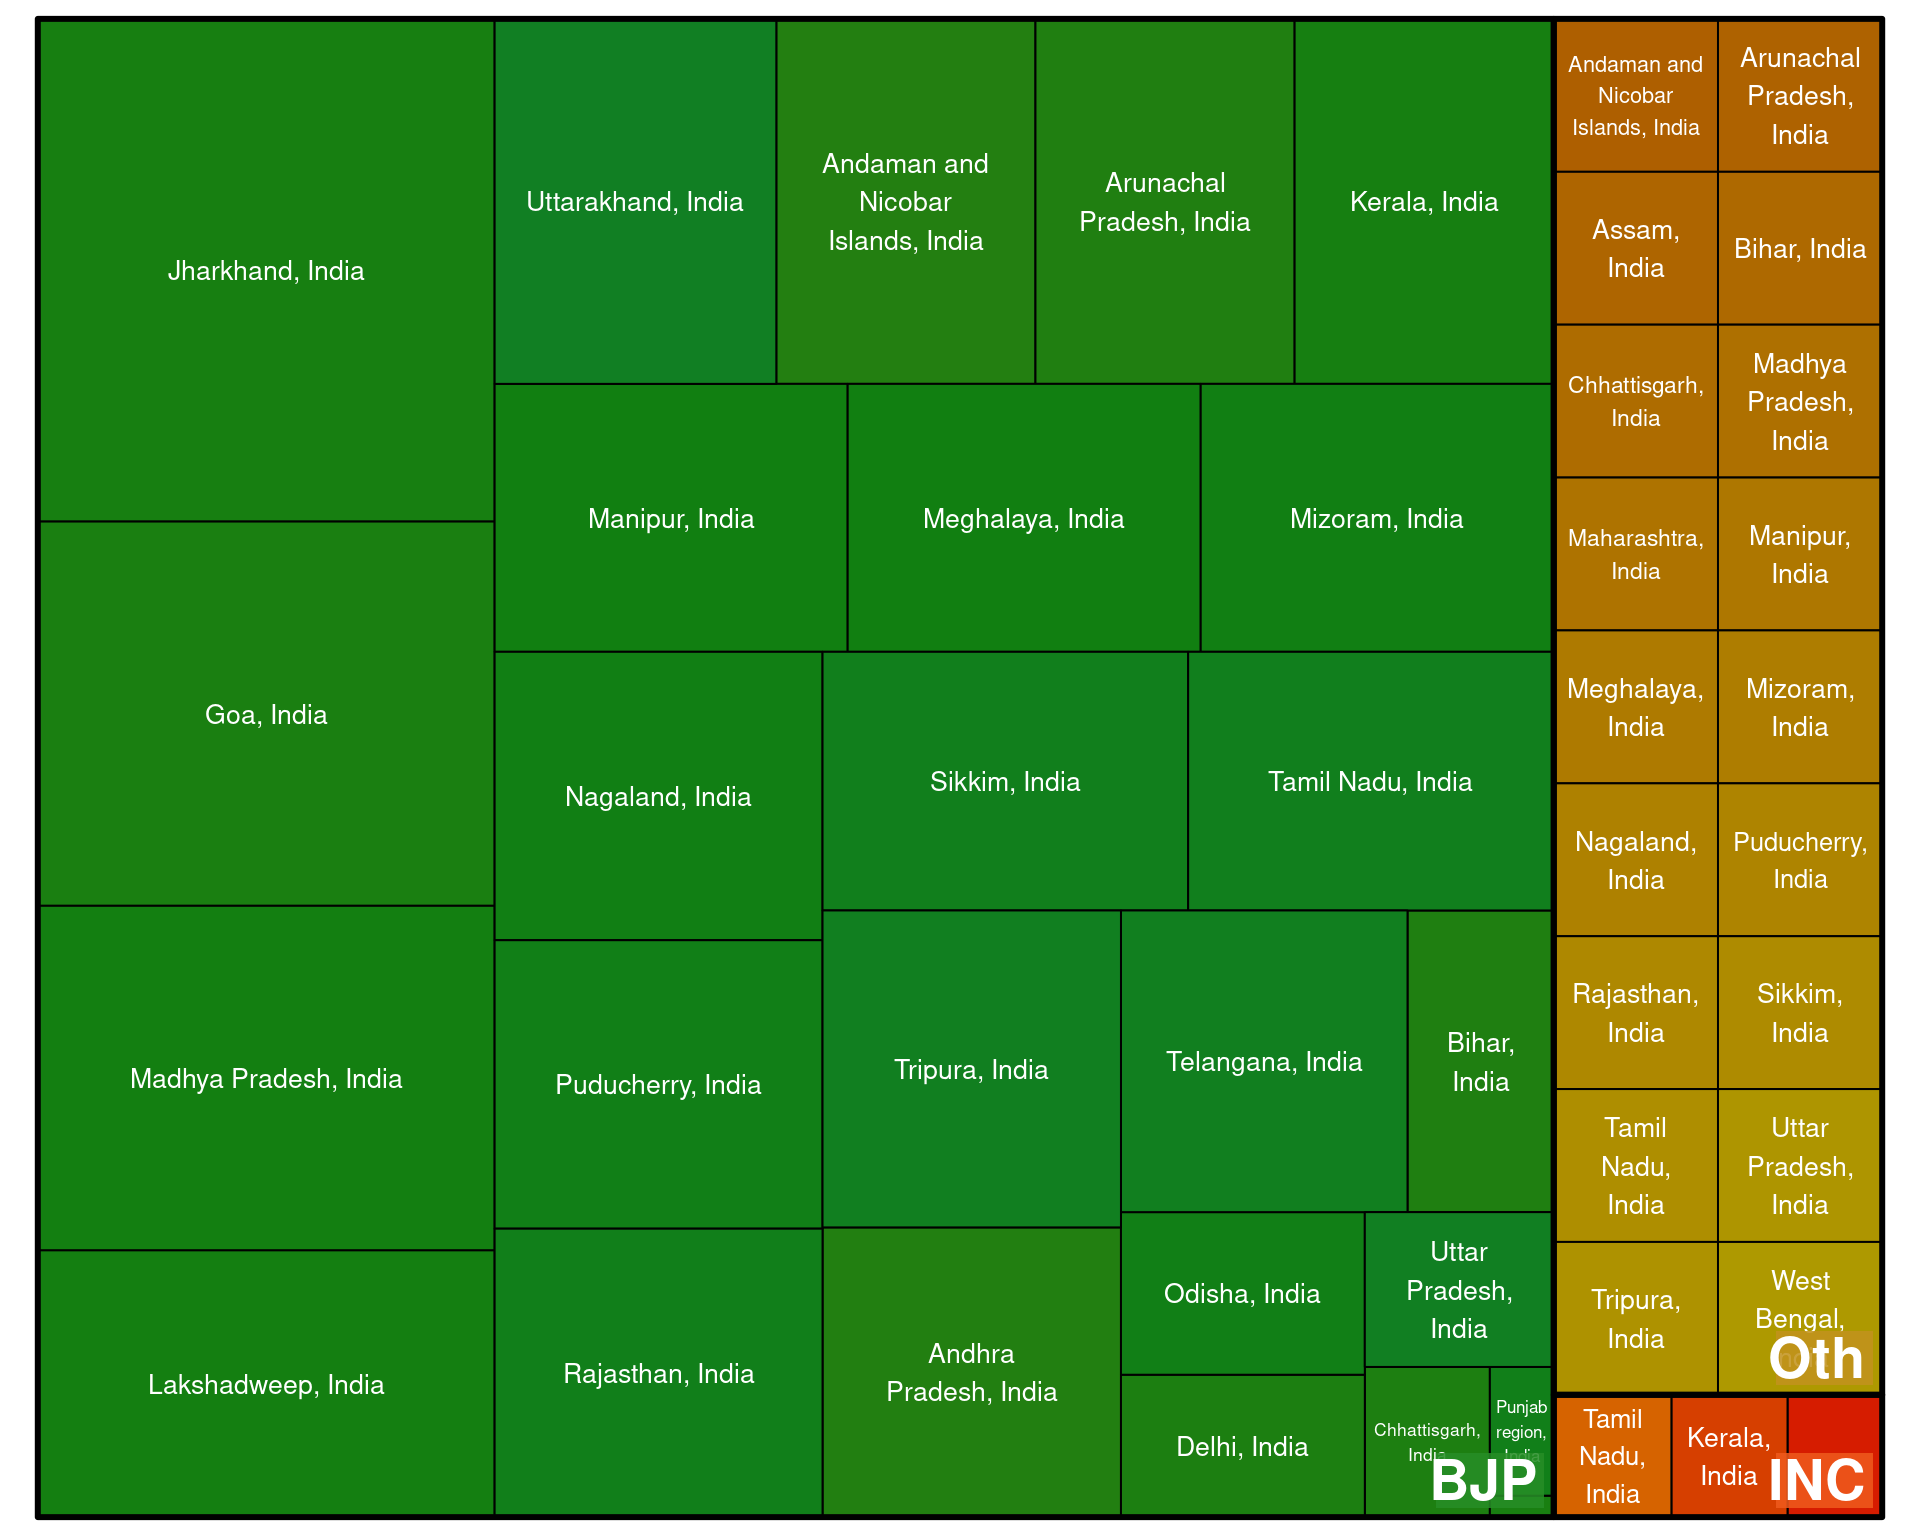 Jharkhand, India
Goa, India
Madhya Pradesh, India
Lakshadweep, India
Uttarakhand, India
Andaman and
Nicobar
Islands, India
Arunachal
Pradesh, India
Kerala, India
Manipur, India
Meghalaya, India
Mizoram, India
Nagaland, India
Sikkim, India
Tamil Nadu, India
Puducherry, India
Tripura, India
Telangana, India
Bihar,
India
Rajasthan, India
Andhra
Pradesh, India
Odisha, India
Uttar
Pradesh,
India
Delhi, India
Chhattisgarh,
India
Punjab
region,
India
BJP
Andaman and
Nicobar
Islands, India
Arunachal
Pradesh,
India
Assam,
India
Bihar, India
Chhattisgarh,
India
Madhya
Pradesh,
India
Maharashtra,
India
Manipur,
India
Meghalaya,
India
Mizoram,
India
Nagaland,
India
Puducherry,
India
Rajasthan,
India
Sikkim,
India
Tamil
Nadu,
India
Uttar
Pradesh,
India
Tripura,
India
West
Bengal,
Oth
Tamil
Nadu,
India
Kerala,
India
INC